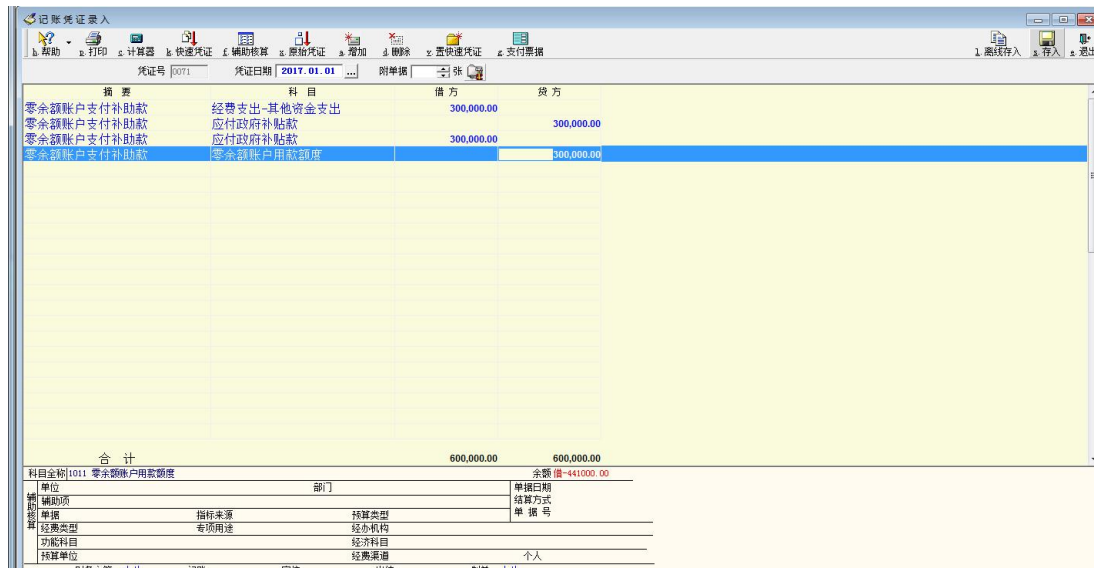 记账凭证录入
h.帮助 p.打印 c.计算器 k.快速凭证 f.辅助核算 x.原始凭证 a.增加 d.删除 y.置快速凭证 z.支付票据 l.离线存入 s.存入 e.退出
凭证号 0071 凭证日期 2017.01.01 ... 附单据 张
摘要 科目 借方 贷方
零余额账户支付补助款 经费支出-其他资金支出 300,000.00
零余额账户支付补助款 应付政府补贴款 300,000.00
零余额账户支付补助款 应付政府补贴款 300,000.00
零余额账户支付补助款 零余额账户用款额度 300,000.00
合计 600,000.00 600,000.00
科目全称 1011 零余额账户用款额度 余额 借-441000.00
辅助核算
单位 部门 单据日期
辅助项 结算方式
单据 指标来源 预算类型 单据号
经费类型 专项用途 经办机构
功能科目 经济科目
预算单位 经费渠道 个人